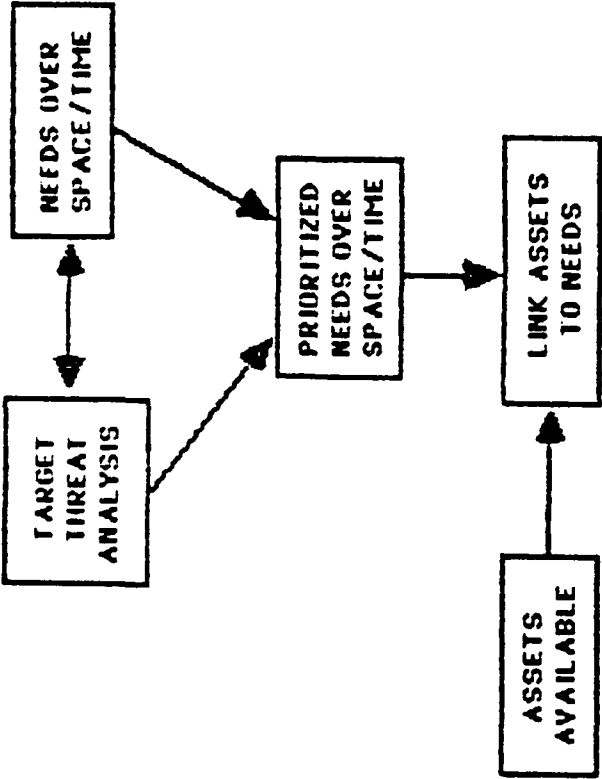 TARGET
THREAT
ANALYSIS
NEEDS OVER
SPACE/TIME
PRIORITIZED
NEEDS OVER
SPACE/TIME
ASSETS
AVAILABLE
LINK ASSETS
TO NEEDS